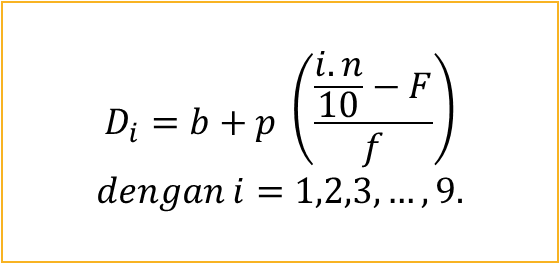 D_i = b + p ( (i.n/10 − F) / f )
dengan i = 1,2,3, … , 9.